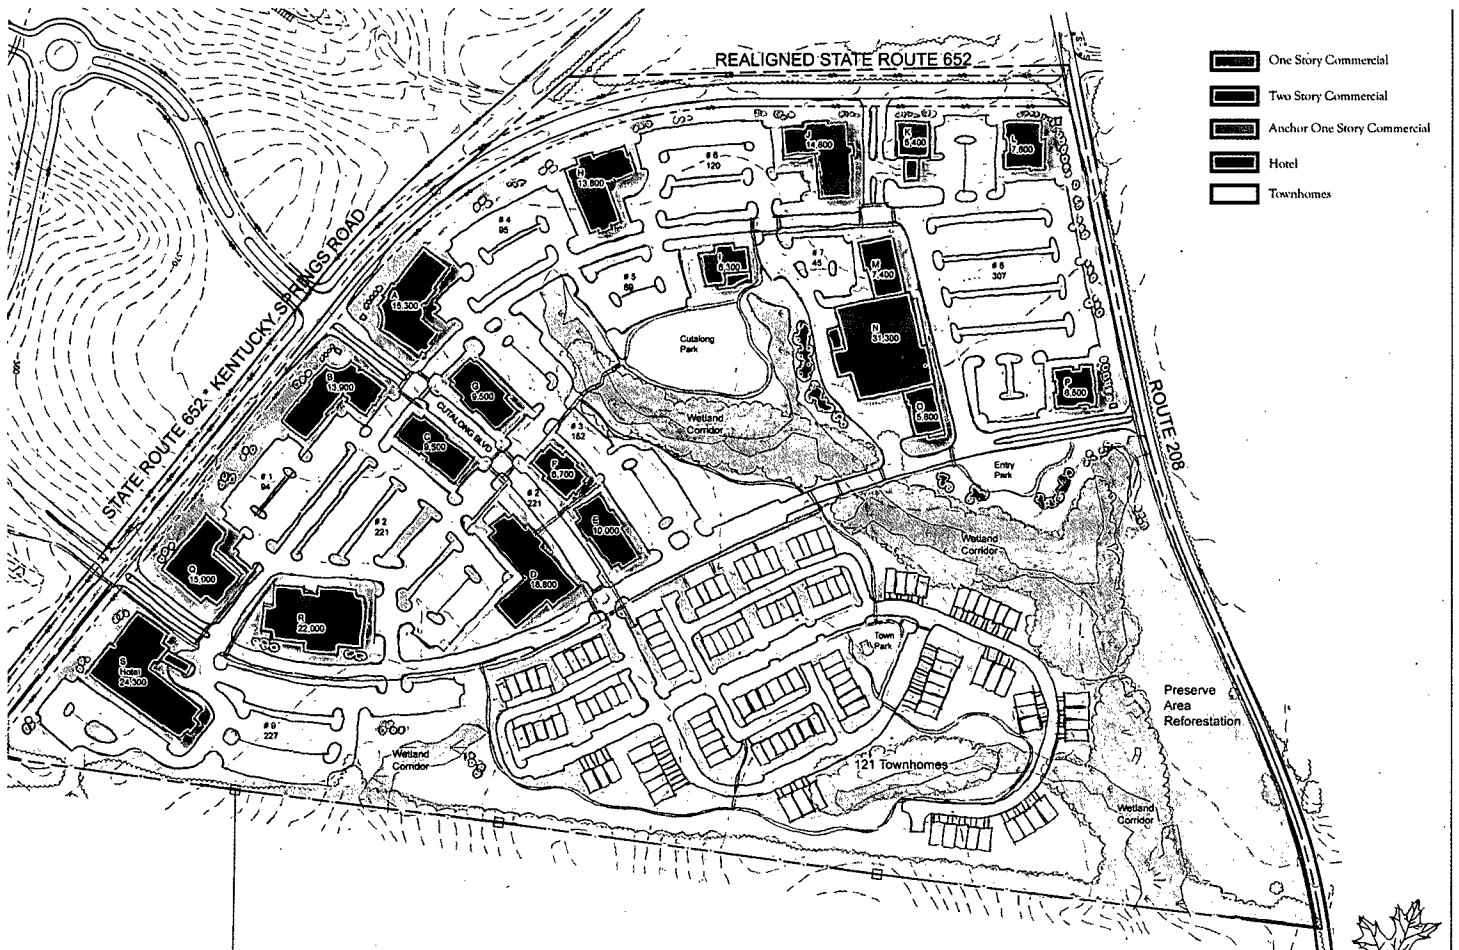 REALIGNED STATE ROUTE 652
One Story Commercial
Two Story Commercial
Anchor One Story Commercial
Hotel
Townhomes
STATE ROUTE 652 * KENTUCKY SPRINGS ROAD
ROUTE 208
J
14,800
K
5,400
L
7,600
H
13,800
# 6
120
# 4
95
# 5
I
6,300
# 7
45
M
7,400
# 8
307
A
15,300
N
31,300
Cutalong
Park
B
13,900
G
9,500
CUTALONG BLVD
C
9,500
Wetland
Corridor
O
5,800
P
6,500
# 3
152
F
8,700
Entry
Park
# 1
94
# 2
221
# 2
221
E
10,000
Wetland
Corridor
Q
15,000
D
18,800
R
22,000
Town
Park
S
Hotel
24,300
Preserve
Area
Reforestation
# 9
227
Wetland
Corridor
121 Townhomes
Wetland
Corridor